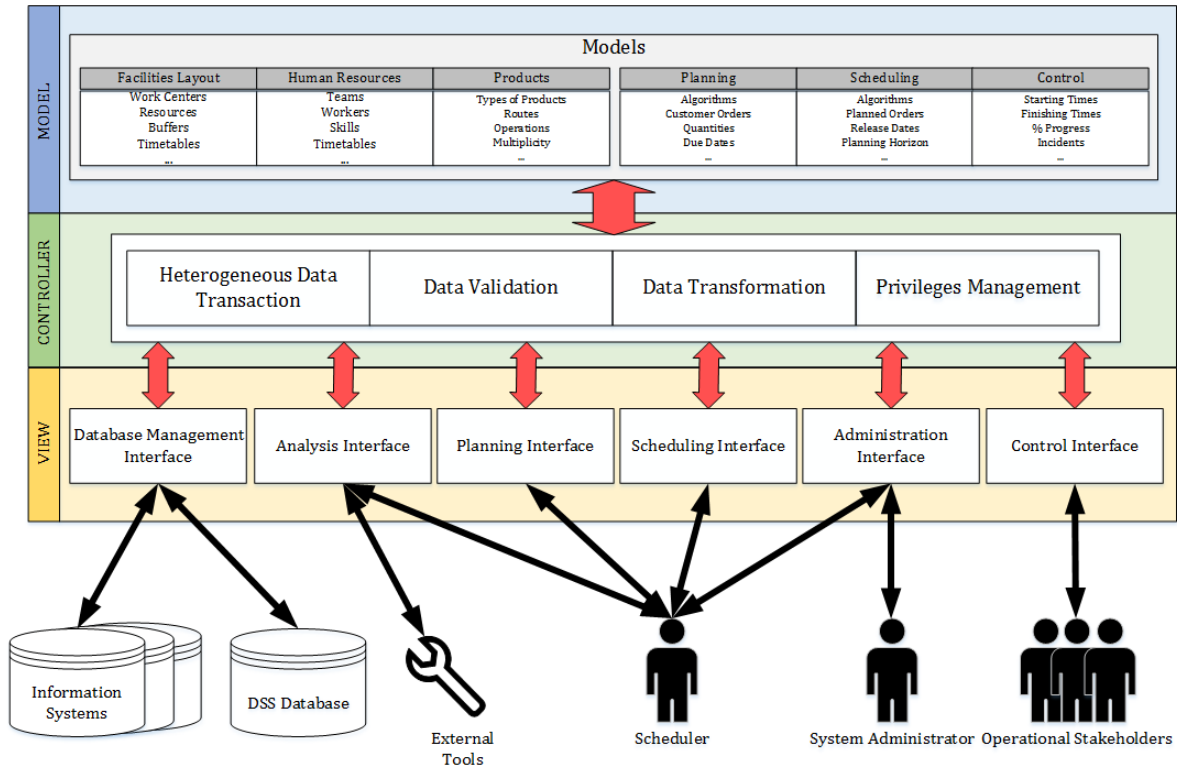 MODEL
Models
Facilities Layout
Work Centers
Resources
Buffers
Timetables
...
Human Resources
Teams
Workers
Skills
Timetables
...
Products
Types of Products
Routes
Operations
Multiplicity
...
Planning
Algorithms
Customer Orders
Quantities
Due Dates
...
Scheduling
Algorithms
Planned Orders
Release Dates
Planning Horizon
...
Control
Starting Times
Finishing Times
% Progress
Incidents
...
CONTROLLER
Heterogeneous Data
Transaction
Data Validation
Data Transformation
Privileges Management
VIEW
Database Management
Interface
Analysis Interface
Planning Interface
Scheduling Interface
Administration
Interface
Control Interface
Information
Systems
DSS Database
External
Tools
Scheduler
System Administrator
Operational Stakeholders